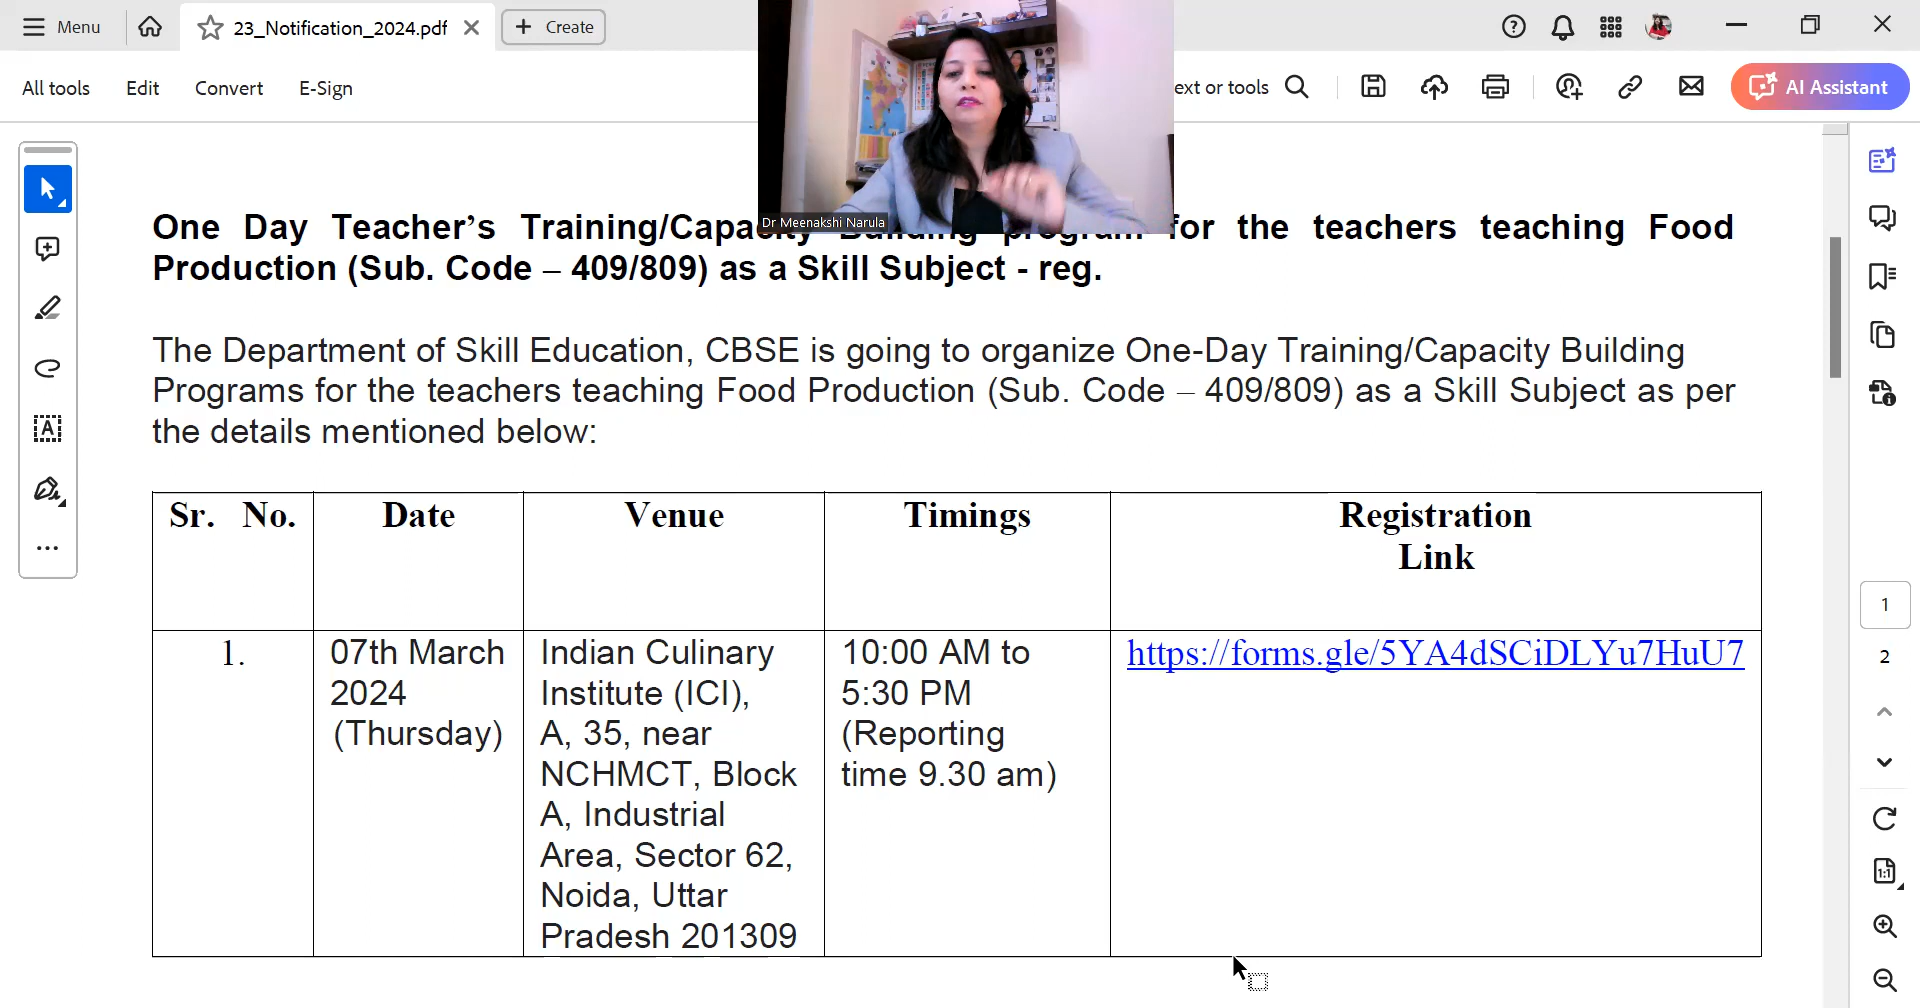 Menu
23_Notification_2024.pdf
Create
All tools
Edit
Convert
E-Sign
ext or tools
AI Assistant
Dr Meenakshi Narula
One Day Teacher's Training/Capacity Building program for the teachers teaching Food
Production (Sub. Code – 409/809) as a Skill Subject - reg.
The Department of Skill Education, CBSE is going to organize One-Day Training/Capacity Building
Programs for the teachers teaching Food Production (Sub. Code – 409/809) as a Skill Subject as per
the details mentioned below:
Sr. No.
Date
Venue
Timings
Registration
Link
1.
07th March
2024
(Thursday)
Indian Culinary
Institute (ICI),
A, 35, near
NCHMCT, Block
A, Industrial
Area, Sector 62,
Noida, Uttar
Pradesh 201309
10:00 AM to
5:30 PM
(Reporting
time 9.30 am)
https://forms.gle/5YA4dSCiDLYu7HuU7
1
2